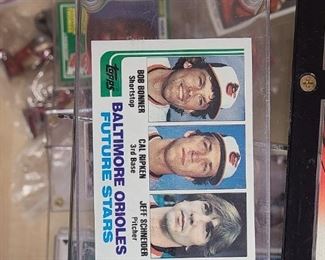 Topps
BOB BONNER
Shortstop
CAL RIPKEN
3rd Base
JEFF SCHNEIDER
Pitcher
BALTIMORE ORIOLES
FUTURE STARS